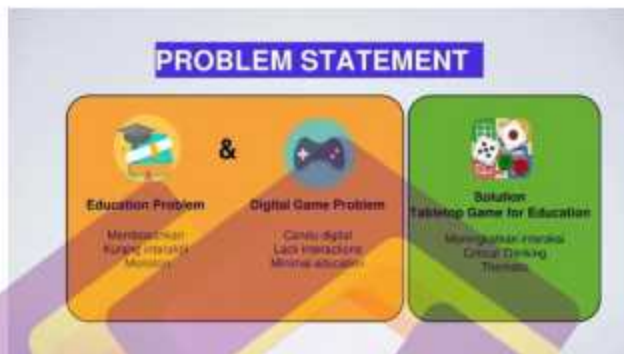 PROBLEM STATEMENT
&
Education Problem
Membosankan
Kurang interaksi
Monoton
Digital Game Problem
Candu digital
Lack interactions
Minimal education
Solution
Tabletop Game for Education
Meningkatkan interaksi
Critical Thinking
Thematic